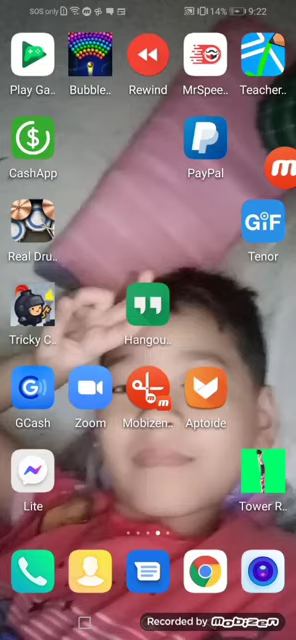 SOS only 14% 9:22
Play Ga.. Bubble.. Rewind MrSpee.. Teacher..
CashApp PayPal
GIF
Real Dru.. Tenor
Tricky C.. Hangou..
GCash Zoom Mobizen.. Aptoide
Lite Tower R..
Recorded by Mobizen